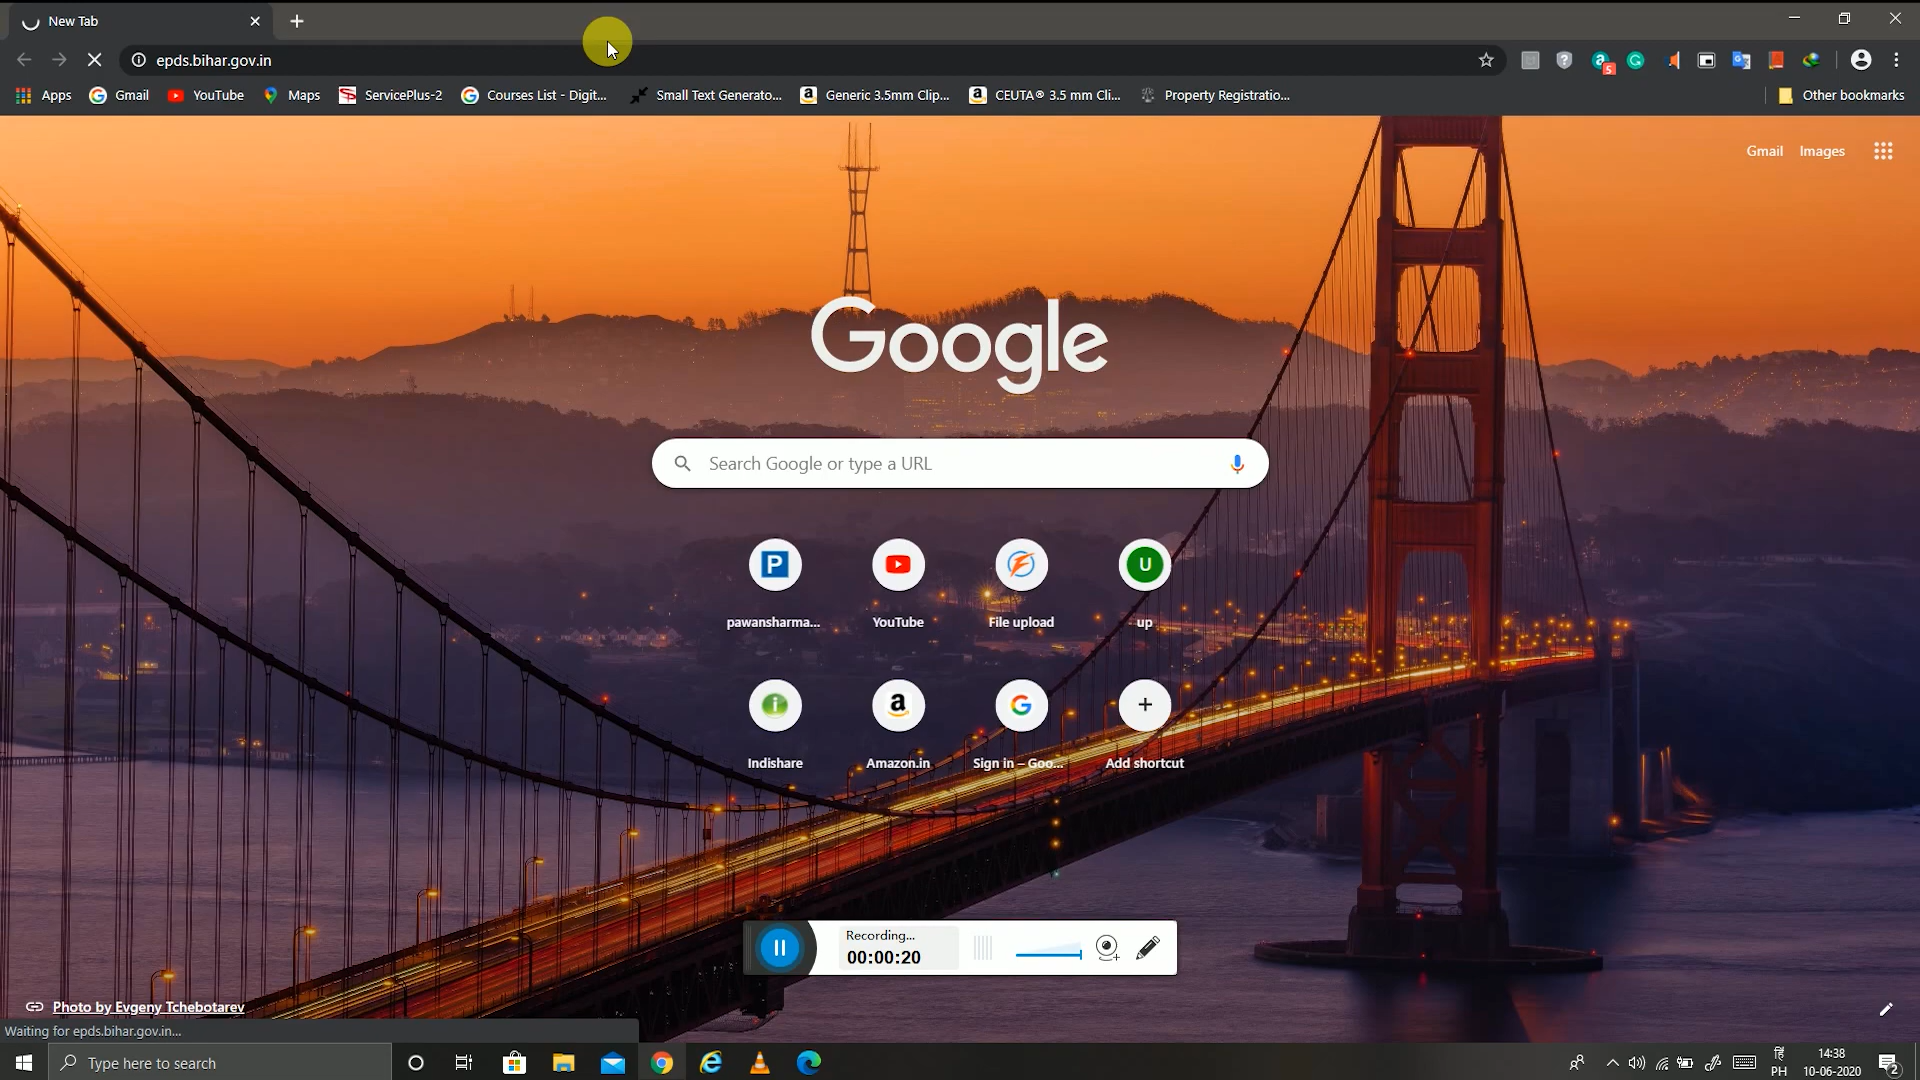 New Tab
epds.bihar.gov.in
Apps Gmail YouTube Maps ServicePlus-2 Courses List - Digit... Small Text Generato... Generic 3.5mm Clip... CEUTA® 3.5 mm Cli... Property Registratio... Other bookmarks
Gmail Images
Google
Search Google or type a URL
P
U
pawansharma... YouTube File upload up
i
a
G
Indishare Amazon.in Sign in – Goo... Add shortcut
Recording...
00:00:20
Photo by Evgeny Tchebotarev
Waiting for epds.bihar.gov.in...
Type here to search
हिं
PH
14:38
10-06-2020
2